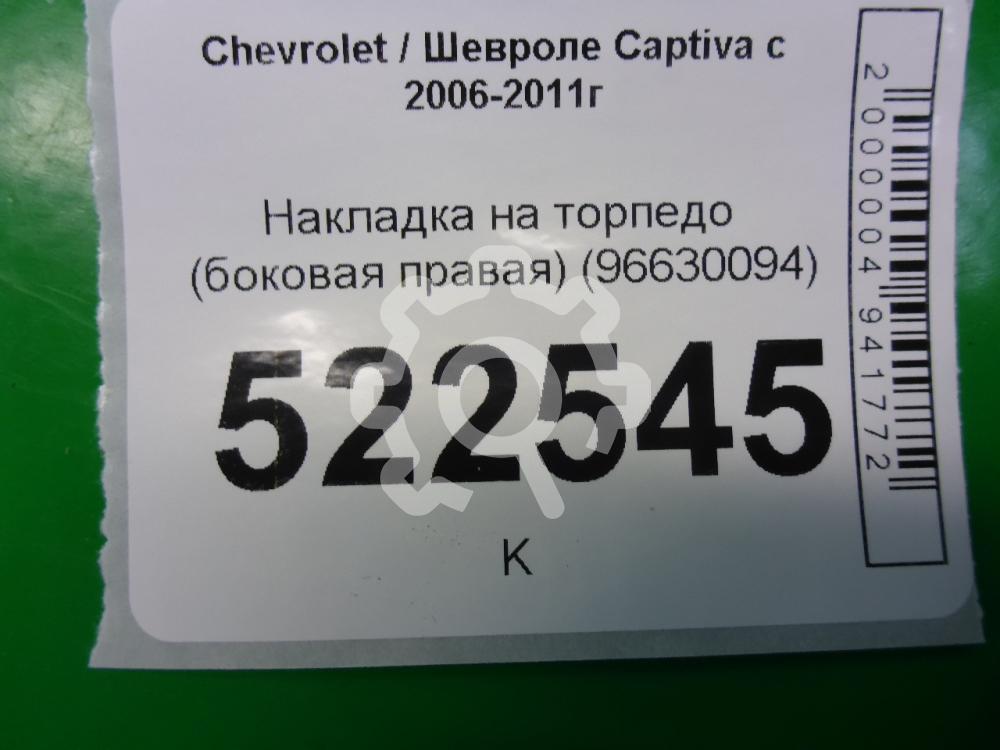 Chevrolet / Шевроле Captiva с
2006-2011г
Накладка на торпедо
(боковая правая) (96630094)
522545
К
2000004941772